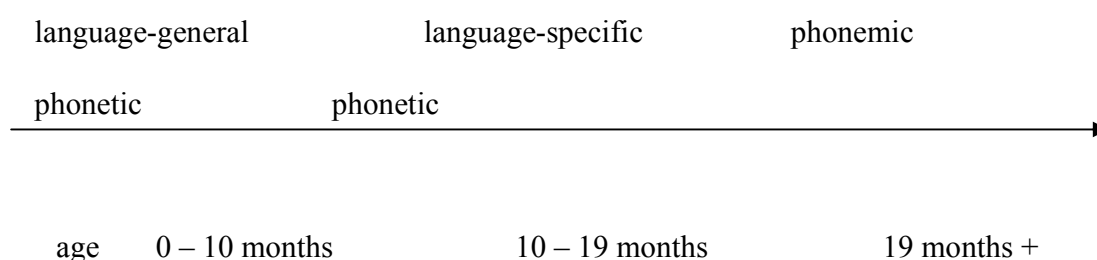 language-general language-specific phonemic
phonetic phonetic
age 0 – 10 months 10 – 19 months 19 months +